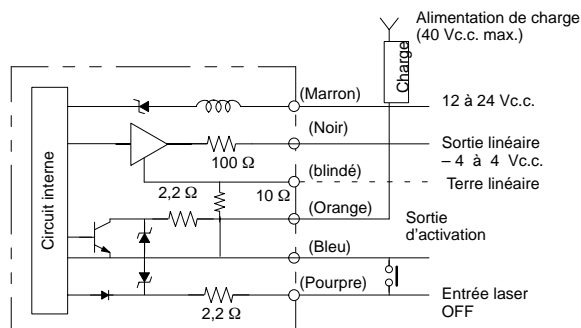 Alimentation de charge
(40 Vc.c. max.)
Charge
(Marron)
12 à 24 Vc.c.
(Noir)
100 Ω
Sortie linéaire
– 4 à 4 Vc.c.
(blindé)
2,2 Ω
10 Ω
Terre linéaire
(Orange)
Circuit interne
Sortie
d'activation
(Bleu)
(Pourpre)
2,2 Ω
Entrée laser
OFF